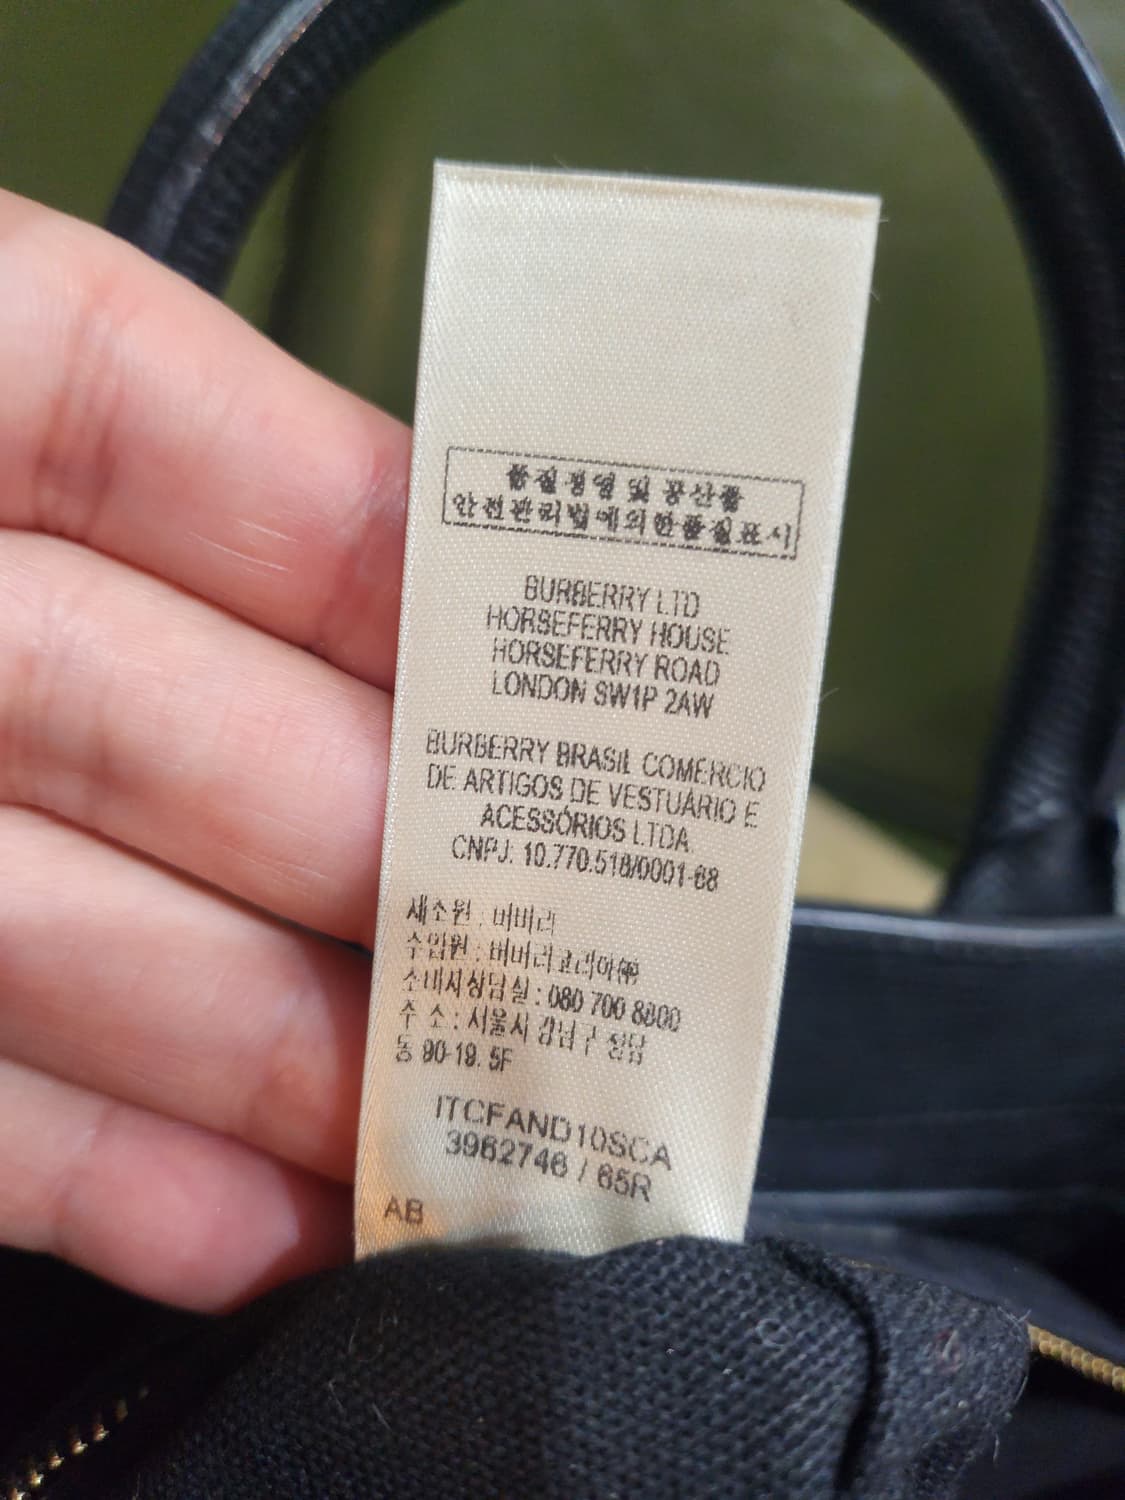 품질경영 및 공산품
안전관리법에의한품질표시
BURBERRY LTD
HORSEFERRY HOUSE
HORSEFERRY ROAD
LONDON SW1P 2AW
BURBERRY BRASIL COMERCIO
DE ARTIGOS DE VESTUÁRIO E
ACESSÓRIOS LTDA.
CNPJ: 10.770.518/0001-68
제조원 : 버버리
수입원 : 버버리코리아㈜
소비자상담실 : 080 700 8800
주 소 : 서울시 강남구 청담
동 90-19. 5F
ITCFAND10SCA
3962746 / 65R
AB